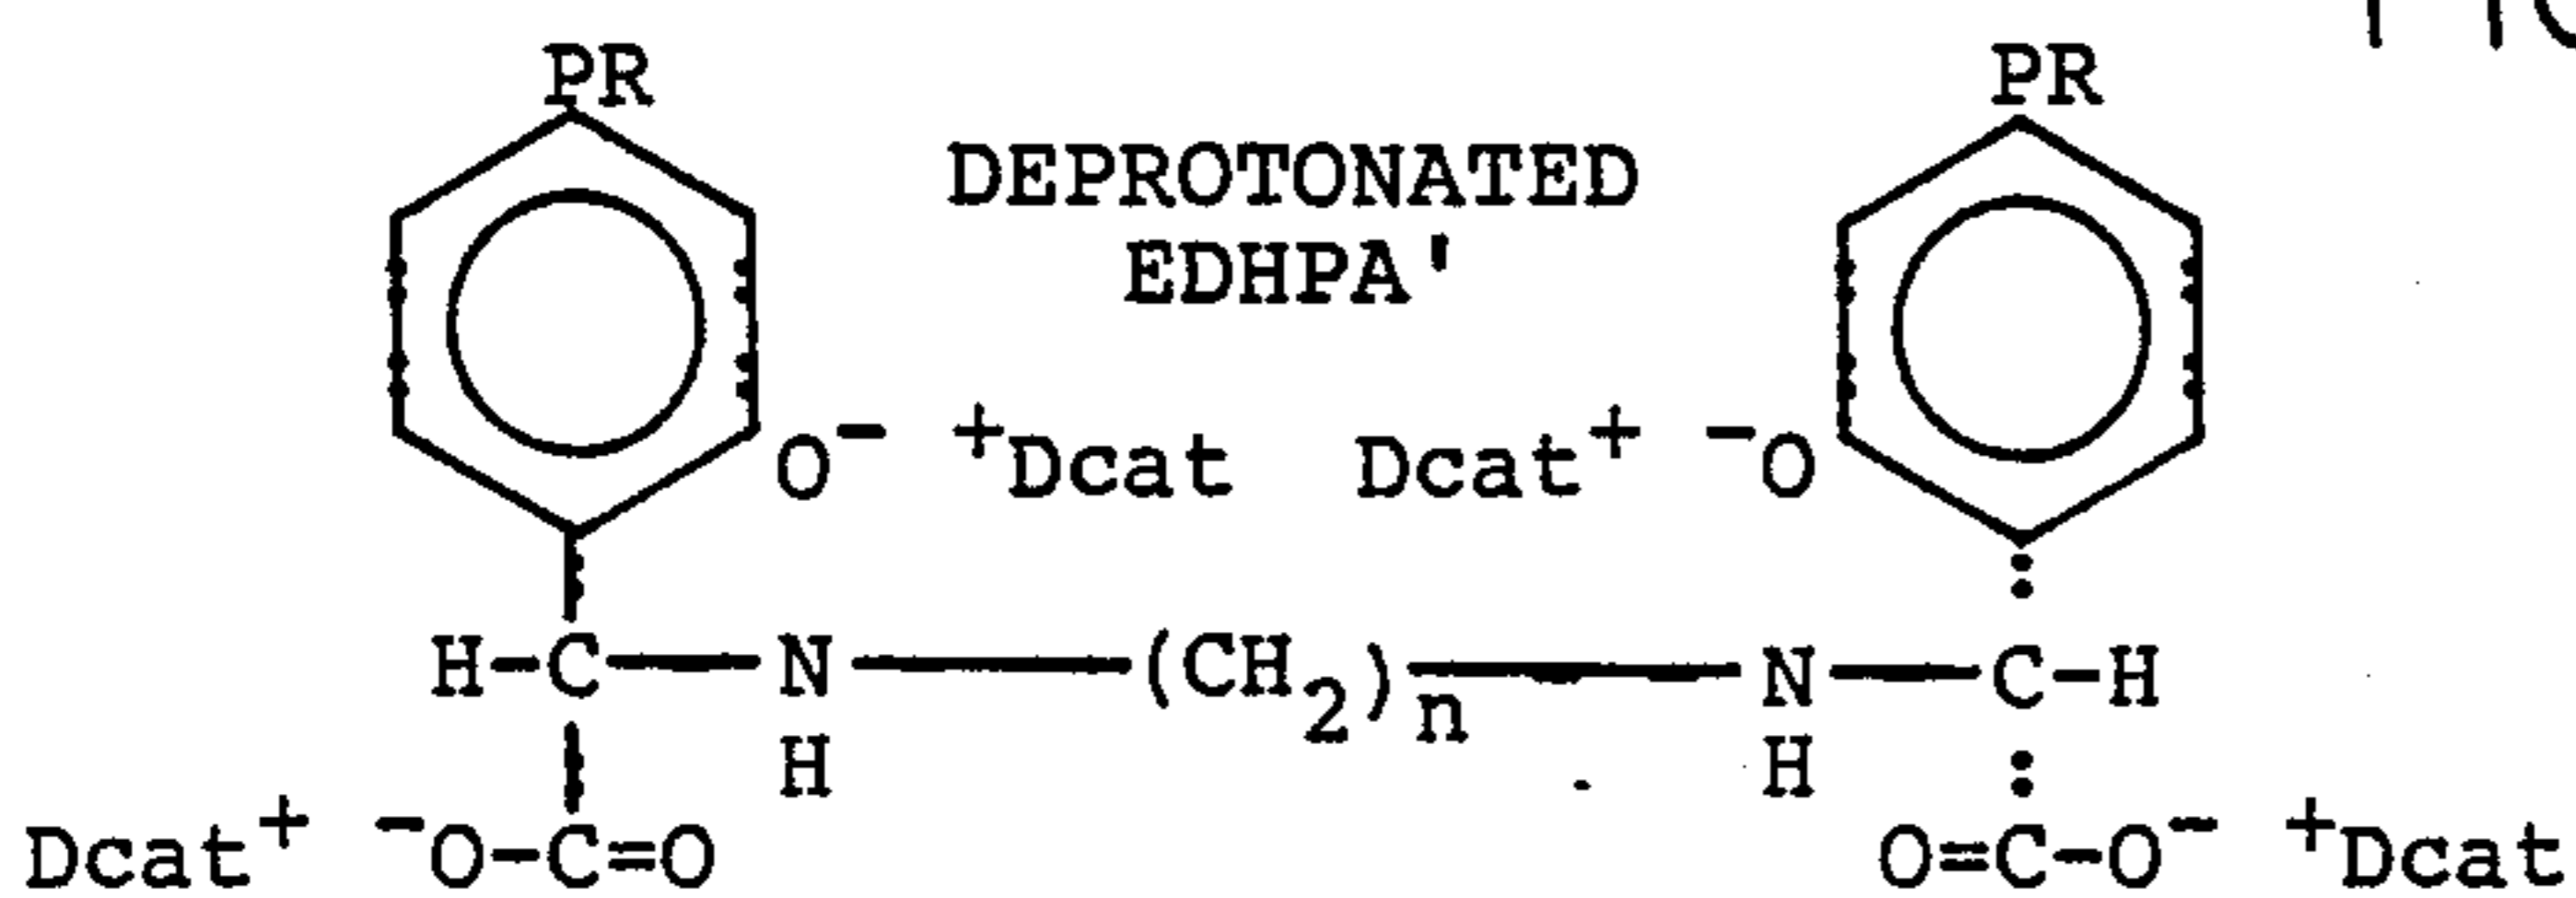 PR PR
DEPROTONATED
EDHPA'
O⁻ ⁺Dcat Dcat⁺ ⁻O
H-C—N—(CH₂)ₙ—N—C-H
H H
Dcat⁺ ⁻O-C=O O=C-O⁻ ⁺Dcat